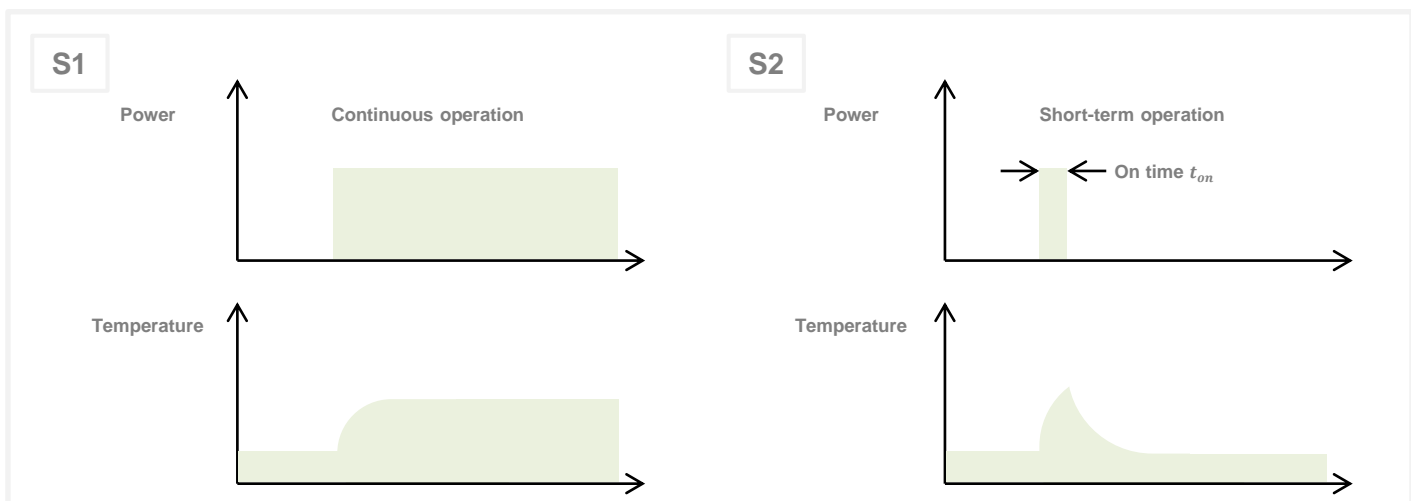 S1
Power
Continuous operation
Temperature
S2
Power
Short-term operation
On time t_on
Temperature